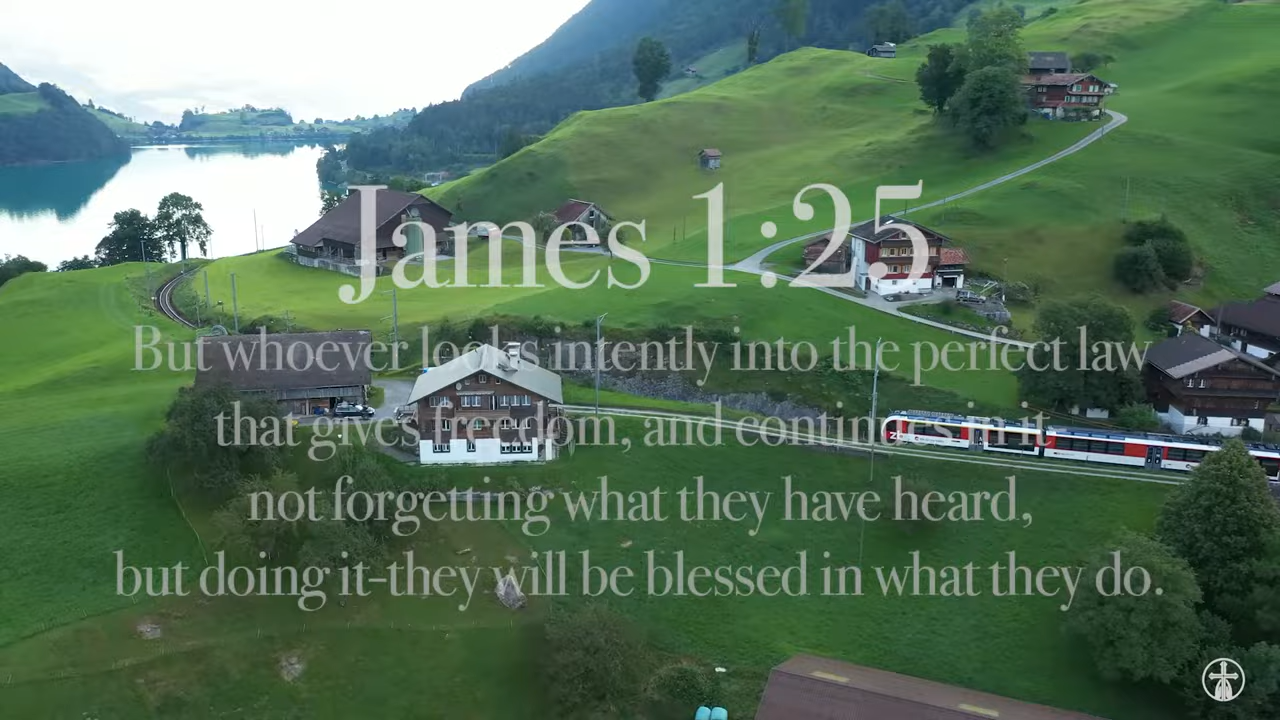 James 1:25
But whoever looks intently into the perfect law
that gives freedom, and continues in it,
not forgetting what they have heard,
but doing it-they will be blessed in what they do.